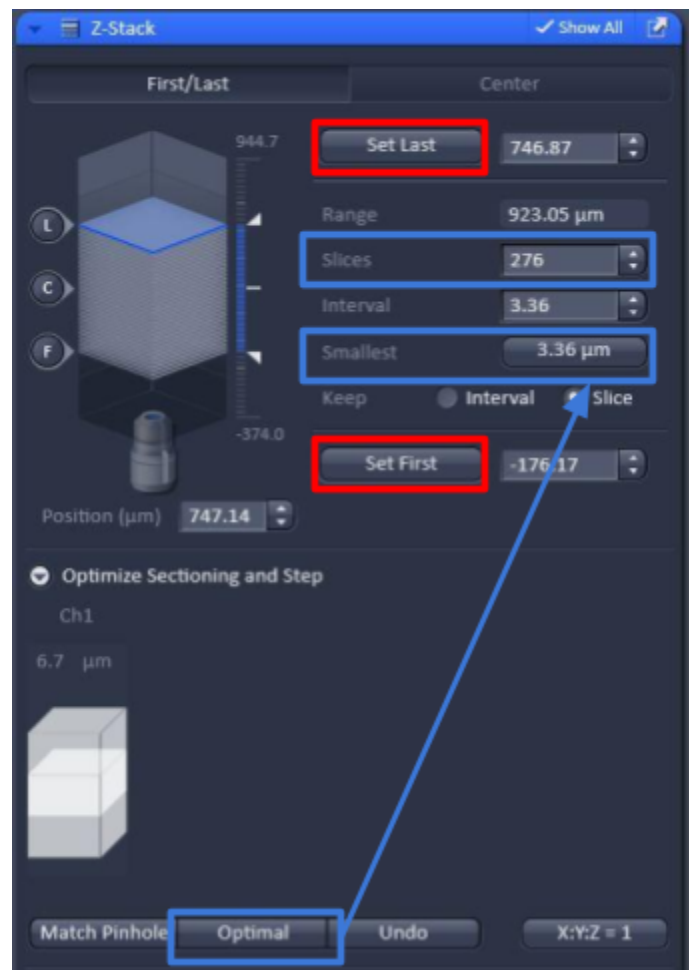 Z-Stack
Show All
First/Last
Center
944.7
Set Last
746.87
L
Range
923.05 µm
Slices
276
C
Interval
3.36
F
Smallest
3.36 µm
Keep
Interval
Slice
-374.0
Set First
-176.17
Position (µm)
747.14
Optimize Sectioning and Step
Ch1
6.7 µm
Match Pinhole
Optimal
Undo
X:Y:Z = 1